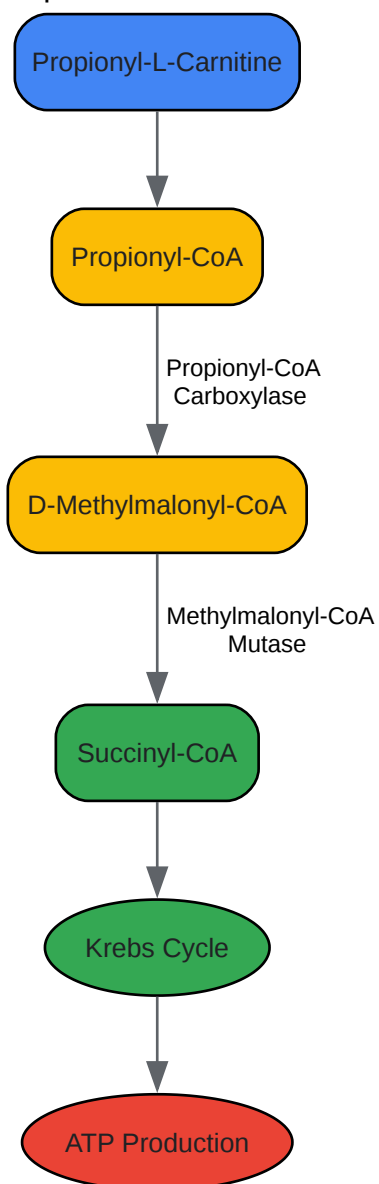 Propionyl-L-Carnitine
Propionyl-CoA
Propionyl-CoA
Carboxylase
D-Methylmalonyl-CoA
Methylmalonyl-CoA
Mutase
Succinyl-CoA
Krebs Cycle
ATP Production